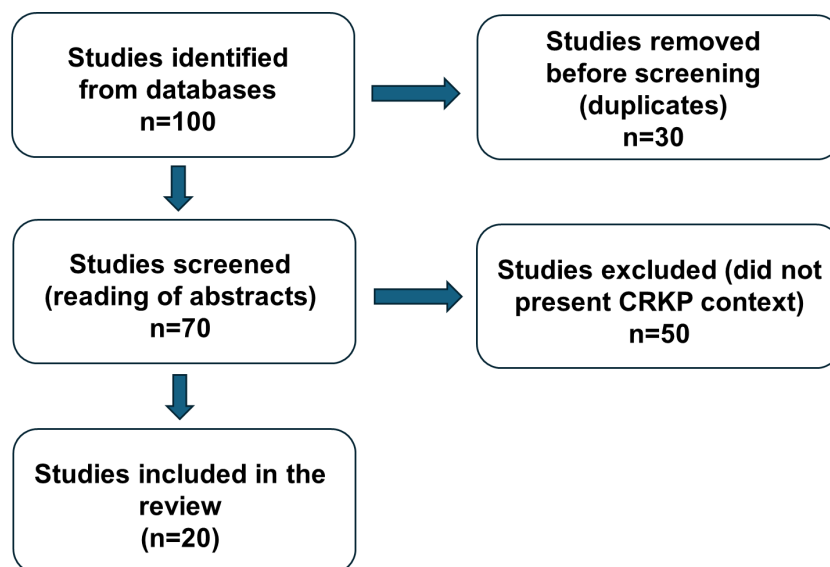 Studies identified
from databases
n=100
Studies removed
before screening
(duplicates)
n=30
Studies screened
(reading of abstracts)
n=70
Studies excluded (did not
present CRKP context)
n=50
Studies included in the
review
(n=20)